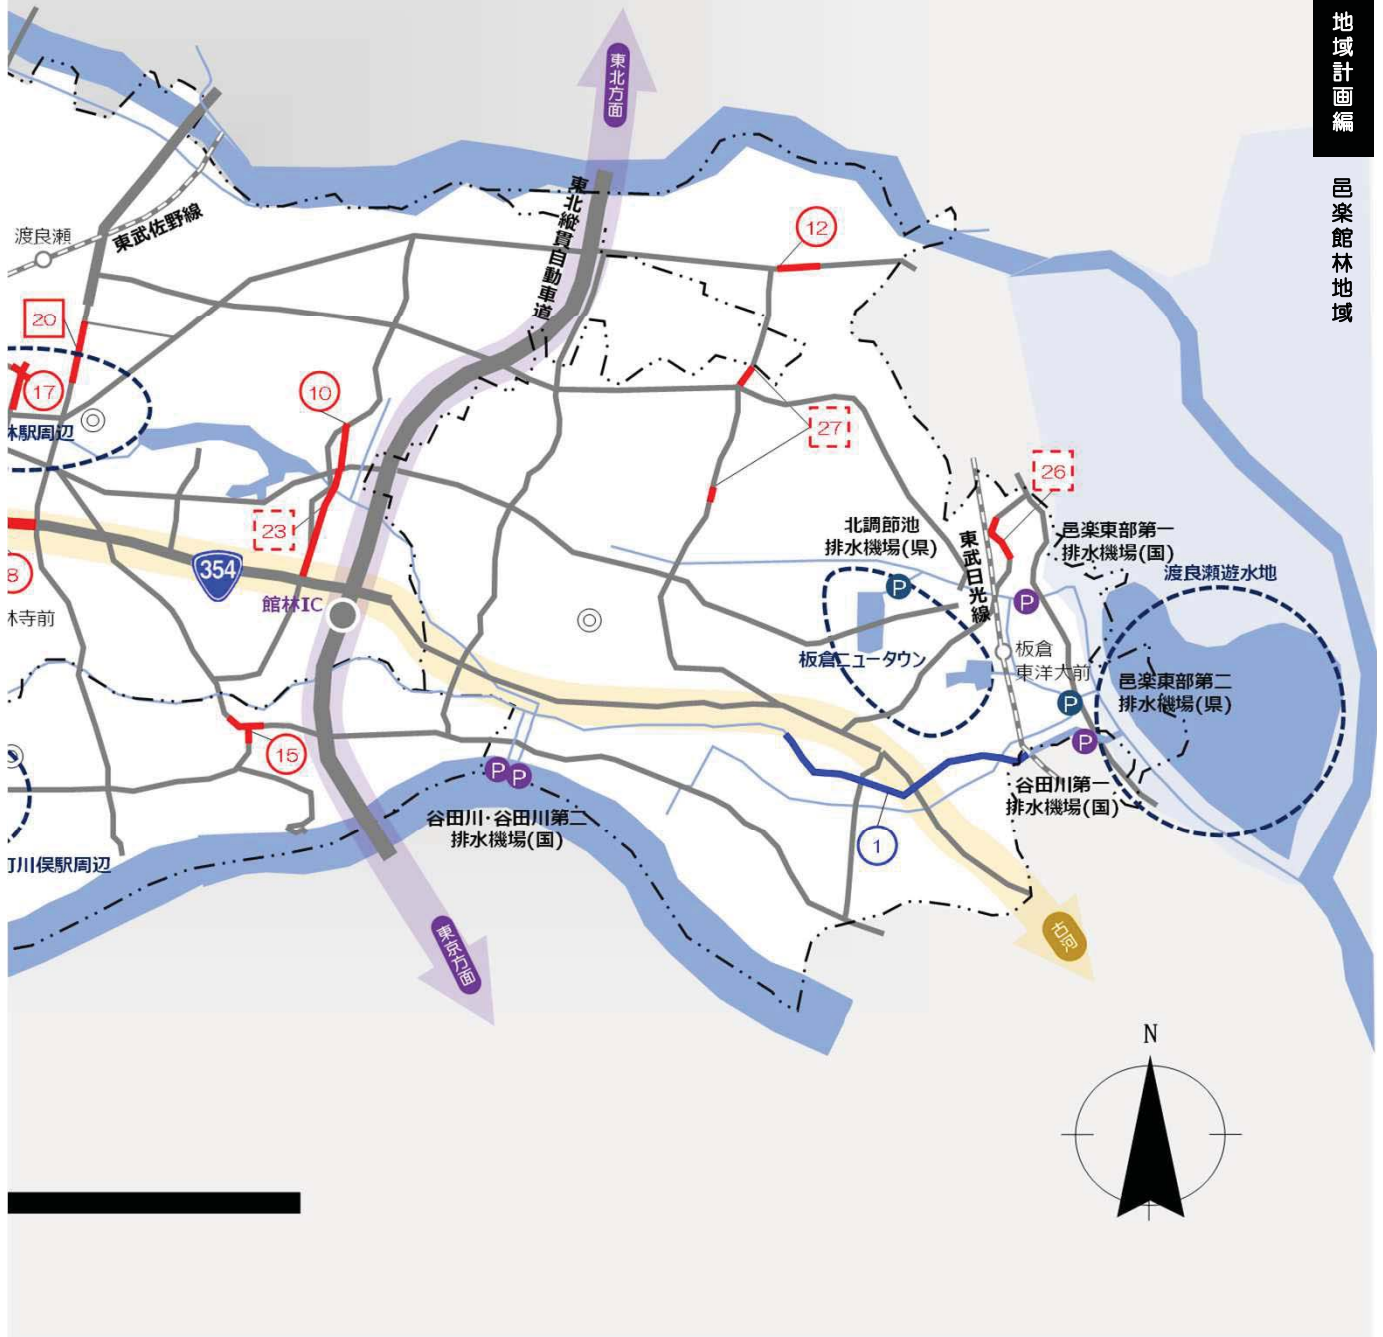 地域計画編
邑楽館林地域
東北方面
東北縦貫自動車道
東武佐野線
渡良瀬
12
20
17
10
林駅周辺
27
26
23
北調節池
排水機場(県)
東武日光線
邑楽東部第一
排水機場(国)
渡良瀬遊水地
354
8
館林IC
P
P
林寺前
板倉ニュータウン
板倉
東洋大前
邑楽東部第二
排水機場(県)
P
P
15
P
P
谷田川第一
排水機場(国)
谷田川・谷田川第二
排水機場(国)
1
川俣駅周辺
東京方面
古河
N